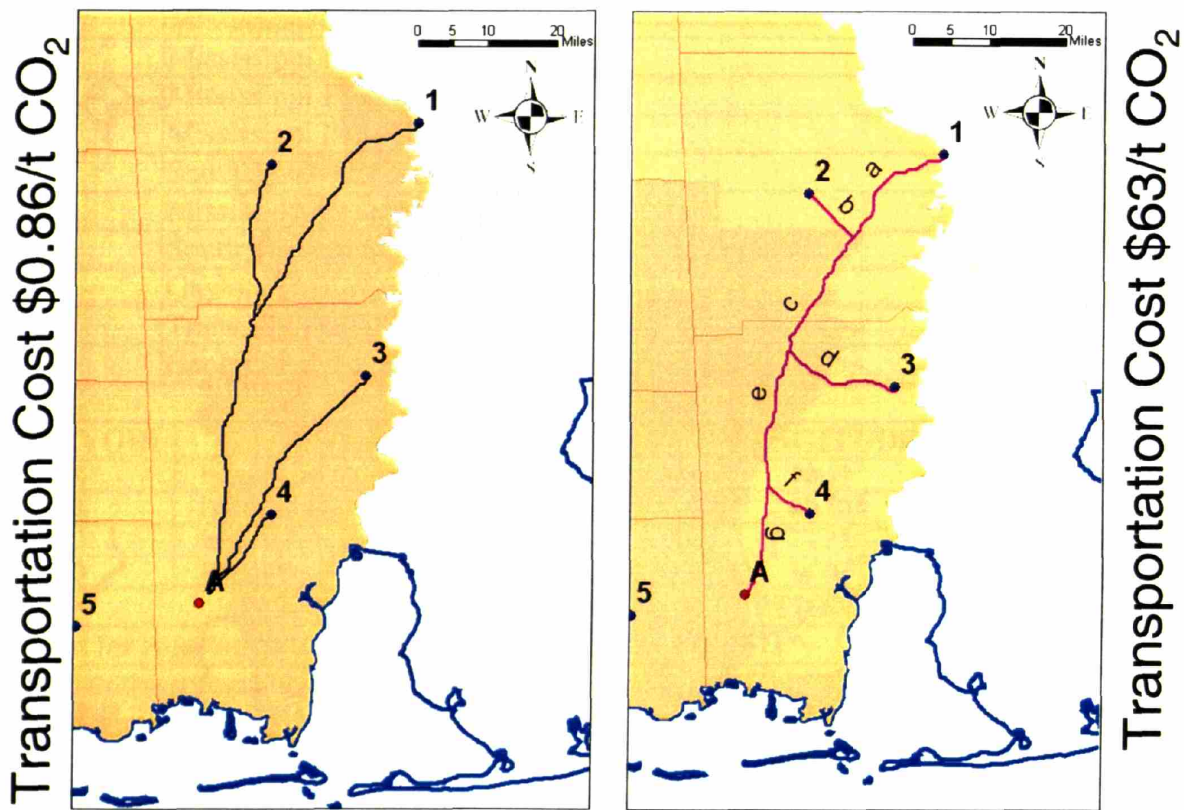 Transportation Cost $0.86/t CO₂
0 5 10 20 Miles
N
W E
S
1
2
3
4
A
5
0 5 10 20 Miles
N
W E
S
1
a
2
b
c
d
3
e
f
4
g
A
5
Transportation Cost $63/t CO₂